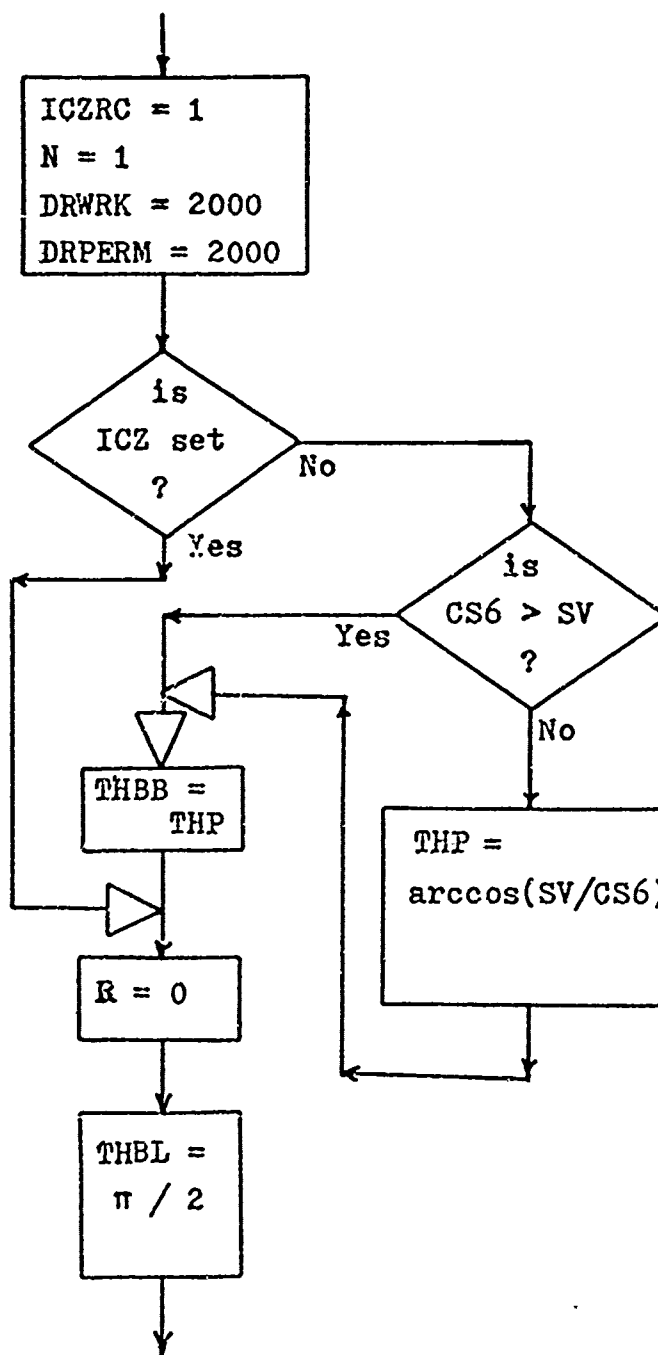 ICZRC = 1
N = 1
DRWRK = 2000
DRPERM = 2000
is
ICZ set
?
No
Yes
is
CS6 > SV
?
Yes
No
THBB =
THP
THP =
arccos(SV/CS6)
R = 0
THBL =
π / 2